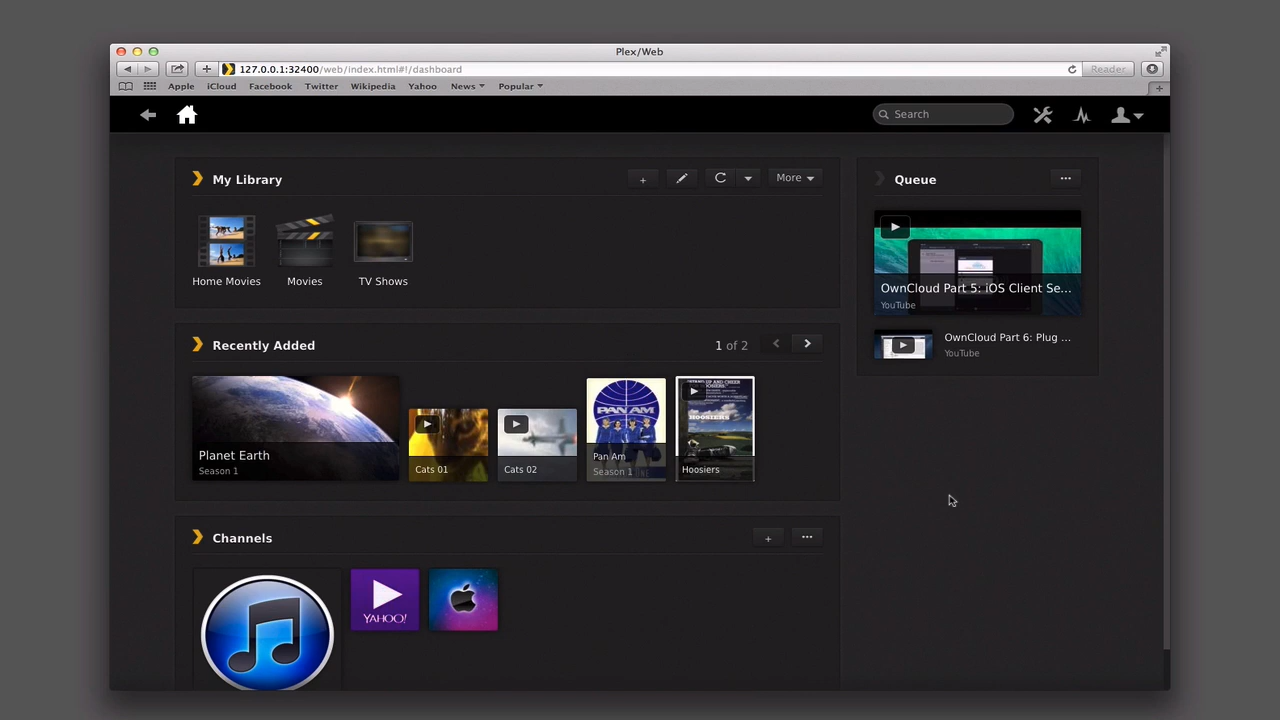 Plex/Web
127.0.0.1:32400/web/index.html#!/dashboard
Reader
Apple iCloud Facebook Twitter Wikipedia Yahoo News Popular
Search
My Library
More
Home Movies
Movies
TV Shows
Queue
OwnCloud Part 5: iOS Client Se...
YouTube
OwnCloud Part 6: Plug ...
YouTube
Recently Added
1 of 2
Planet Earth
Season 1
Cats 01
Cats 02
PAN AM
Pan Am
Season 1
HOOSIERS
Hoosiers
Channels
YAHOO!